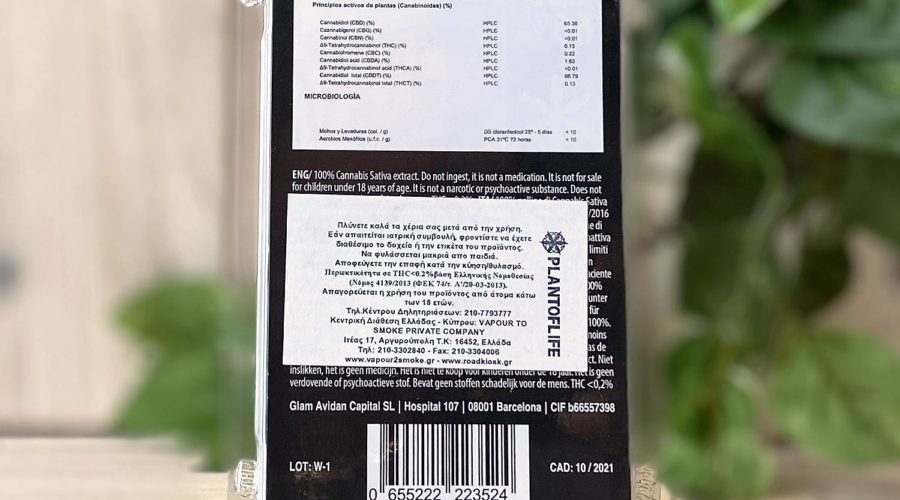 Principios activos de plantas (Canabinoides) (%)
Cannabidiol (CBD) (%) HPLC 65.36
Caannabigerol (CBG) (%) HPLC <0.01
Cannabinol (CBN) (%) HPLC <0.01
Δ9-Tetrahydrocannabinol (THC) (%) HPLC 0.13
Cannabichromene (CBC) (%) HPLC 0.22
Cannabidiol acid (CBDA) (%) HPLC 1.63
Δ9-Tetrahydrocannabinol acid (THCA) (%) HPLC <0.01
Cannabidiol total (CBDT) (%) HPLC 66.79
Δ9-Tetrahydrocannabinol total (THCT) (%) HPLC 0.13
MICROBIOLOGÍA
Mohos y Levaduras (col. / g) DS cloranfenicol 25º - 5 días < 10
Aerobios Mesófilos (u.f.c. / g) PCA 31ºC 72 horas < 10
ENG/ 100% Cannabis Sativa extract. Do not ingest, it is not a medication. It is not for sale
for children under 18 years of age. It is not a narcotic or psychoactive substance. Does not
Sativa
/2016
Πλύνετε καλά τα χέρια σας μετά από την χρήση.
Εάν απαιτείται ιατρική συμβουλή, φροντίστε να έχετε
διαθέσιμο το δοχείο ή την ετικέτα του προϊόντος.
Να φυλάσσεται μακριά απο παιδιά.
Αποφεύγετε την επαφή κατά την κύηση/θυλασμό.
Περιεκτικότητα σε THC<0.2%βάση Ελληνικής Νομοθεσίας
(Νόμος 4139/2013 (ΦΕΚ 74/τ. Α'/20-03-2013).
Απαγορεύεται η χρήση του προϊόντος από άτομα κάτω
των 18 ετών.
Τηλ.Κέντρου Δηλητηριάσεων: 210-7793777
Κεντρική Διάθεση Ελλάδας - Κύπρου: VAPOUR TO
SMOKE PRIVATE COMPANY
Ιτέας 17, Αργυρούπολη Τ.Κ: 16452, Ελλάδα
Τηλ: 210-3302840 - Fax: 210-3304006
www.vapour2smoke.gr - www.roadkiosk.gr
PLANTOFLIFE
inslikken, het is geen medicijn. Het is niet te koop voor kinderen onder de 18 jaar. Het is geen
verdovende of psychoactieve stof. Bevat geen stoffen schadelijk voor de mens. THC <0,2%
Glam Avidan Capital SL | Hospital 107 | 08001 Barcelona | CIF b66557398
LOT: W-1 CAD: 10 / 2021
0 655222 223524